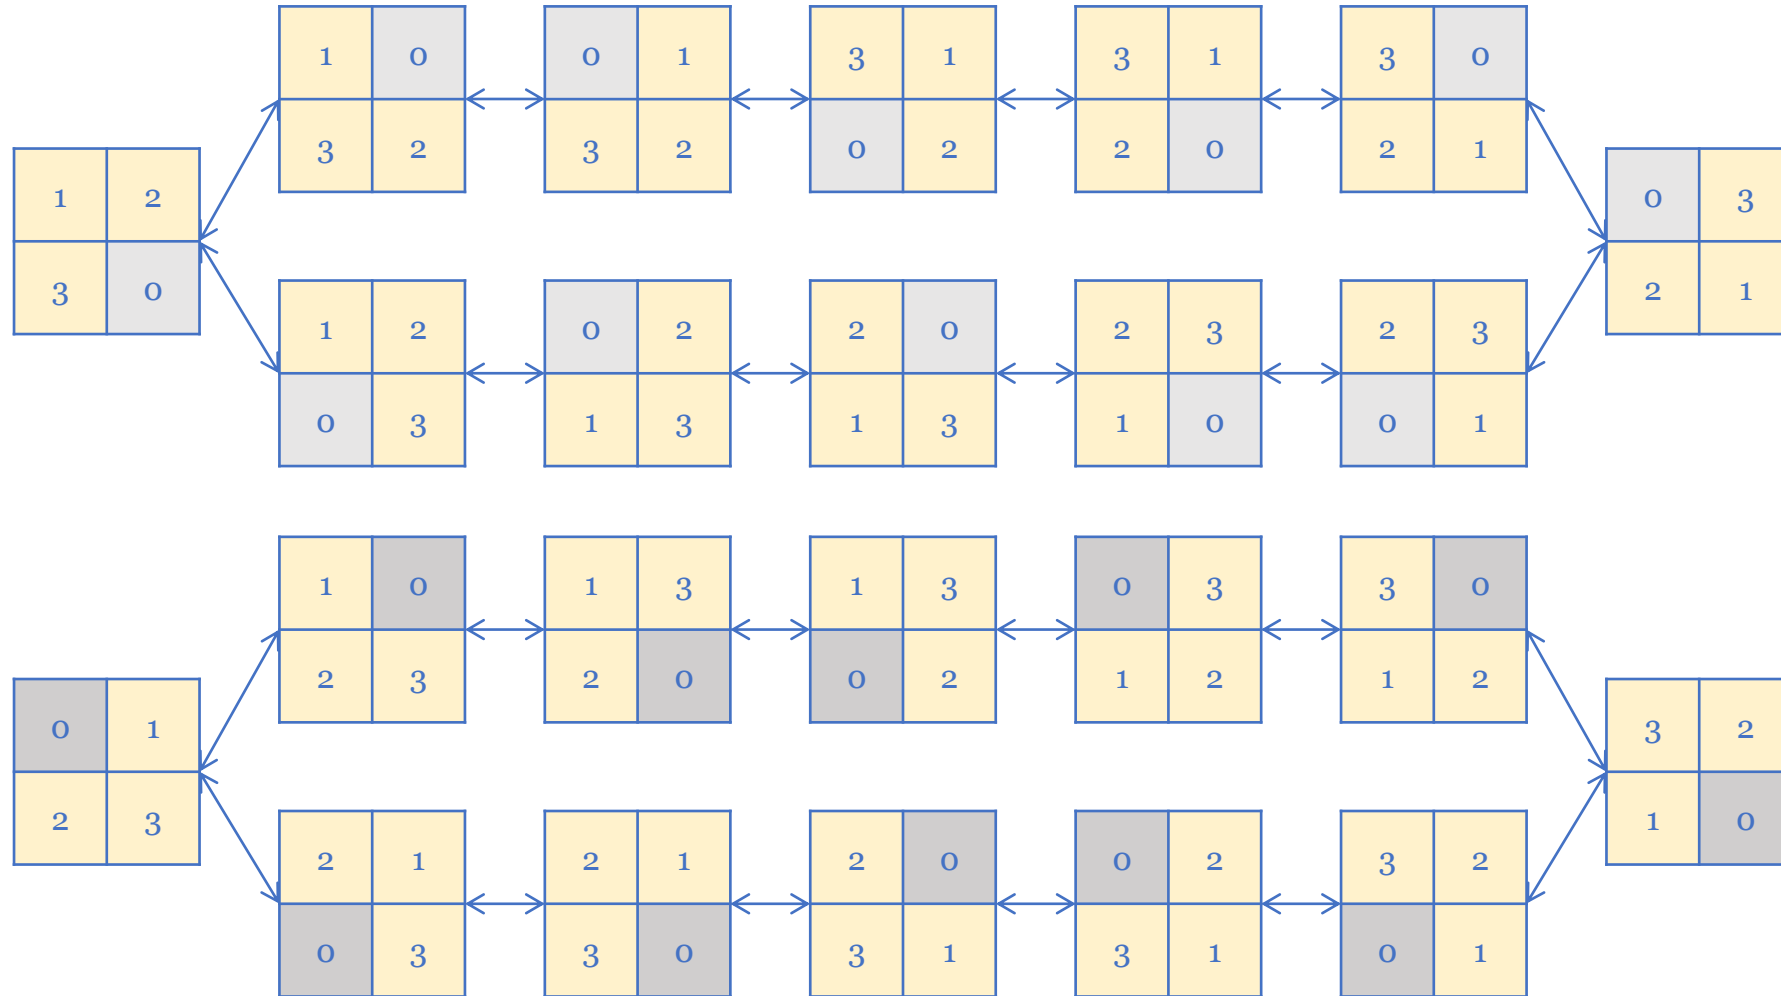 1 0 0 1 3 1 3 1 3 0
3 2 3 2 0 2 2 0 2 1
1 2 0 3
3 0 2 1
1 2 0 2 2 0 2 3 2 3
0 3 1 3 1 3 1 0 0 1
1 0 1 3 1 3 0 3 3 0
2 3 2 0 0 2 1 2 1 2
0 1 3 2
2 3 1 0
2 1 2 1 2 0 0 2 3 2
0 3 3 0 3 1 3 1 0 1